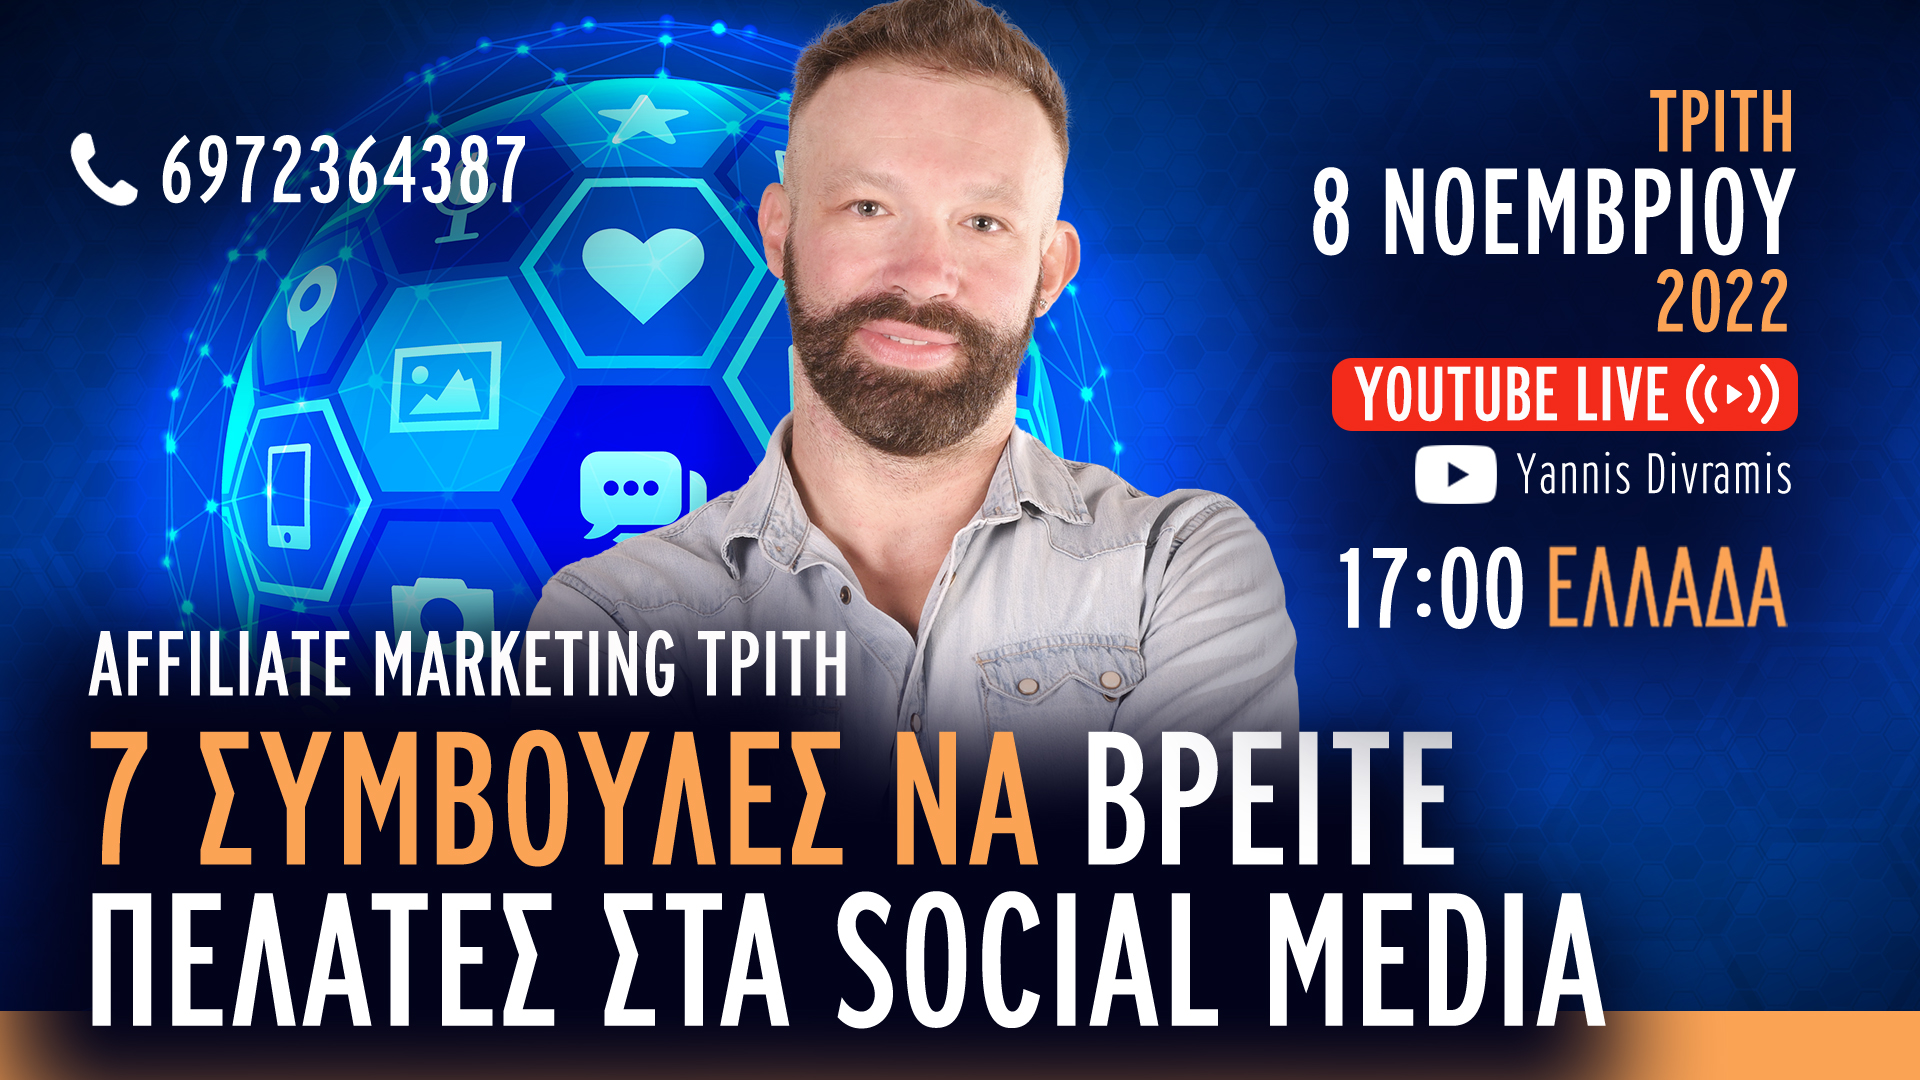 6972364387
ΤΡΙΤΗ
8 ΝΟΕΜΒΡΙΟΥ
2022
YOUTUBE LIVE
Yannis Divramis
17:00 ΕΛΛΑΔΑ
AFFILIATE MARKETING ΤΡΙΤΗ
7 ΣΥΜΒΟΥΛΕΣ ΝΑ ΒΡΕΙΤΕ
ΠΕΛΑΤΕΣ ΣΤΑ SOCIAL MEDIA